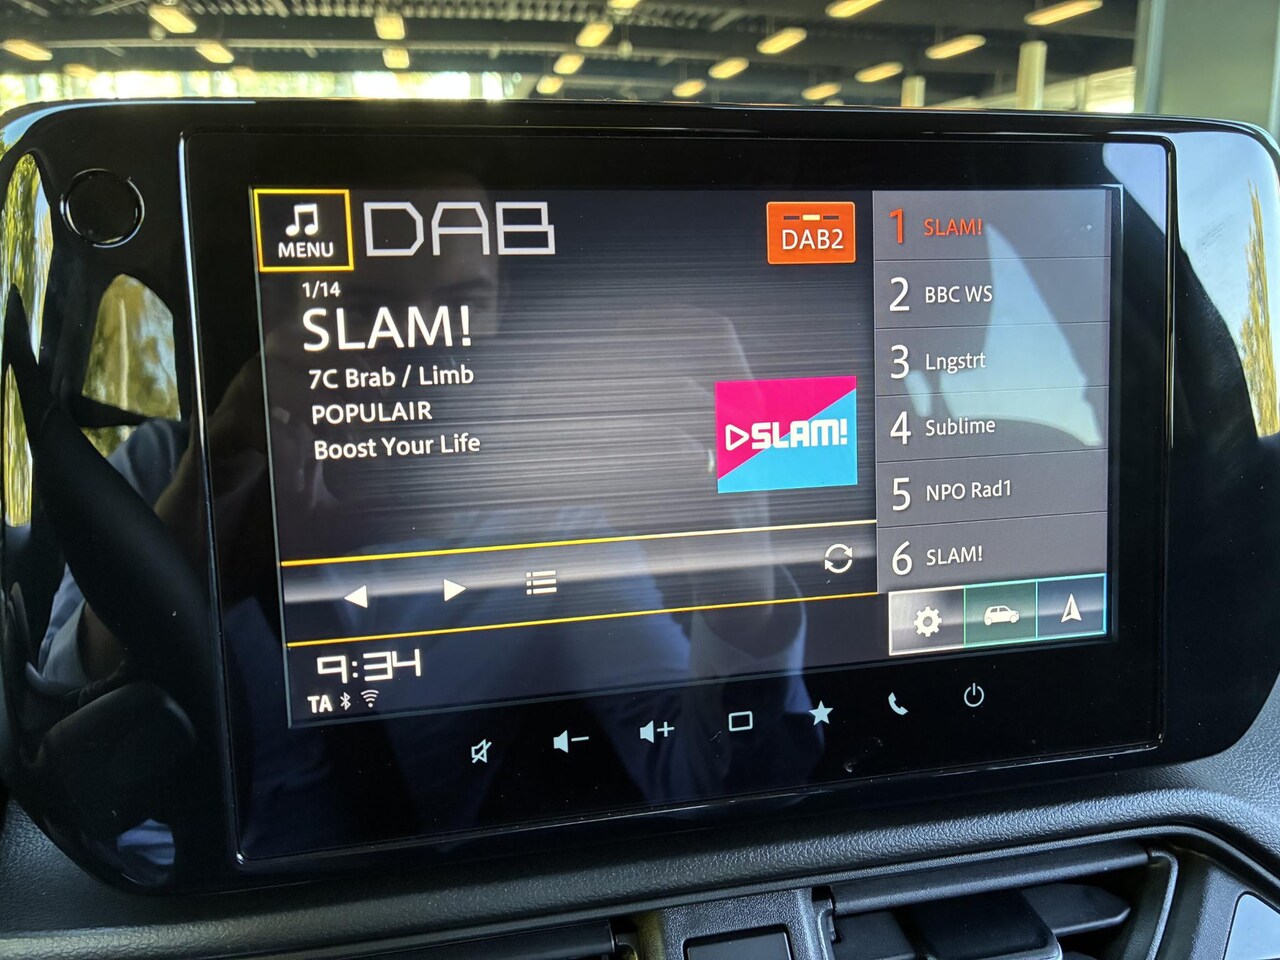 MENU
DAB
DAB2
1/14
SLAM!
7C Brab / Limb
POPULAIR
Boost Your Life
SLAM!
1 SLAM!
2 BBC WS
3 Lngstrt
4 Sublime
5 NPO Rad1
6 SLAM!
9:34
TA